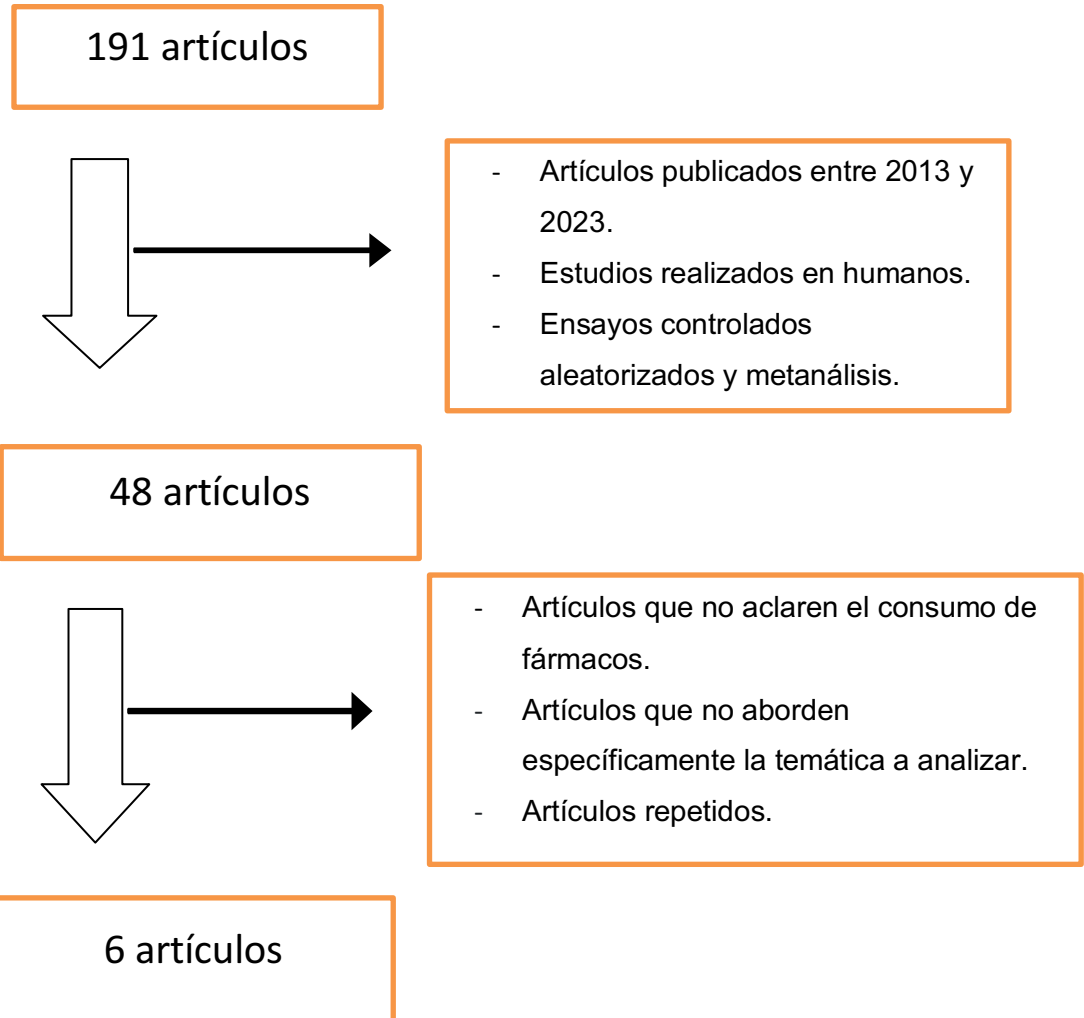 191 artículos
- Artículos publicados entre 2013 y
2023.
- Estudios realizados en humanos.
- Ensayos controlados
aleatorizados y metanálisis.
48 artículos
- Artículos que no aclaren el consumo de
fármacos.
- Artículos que no aborden
específicamente la temática a analizar.
- Artículos repetidos.
6 artículos